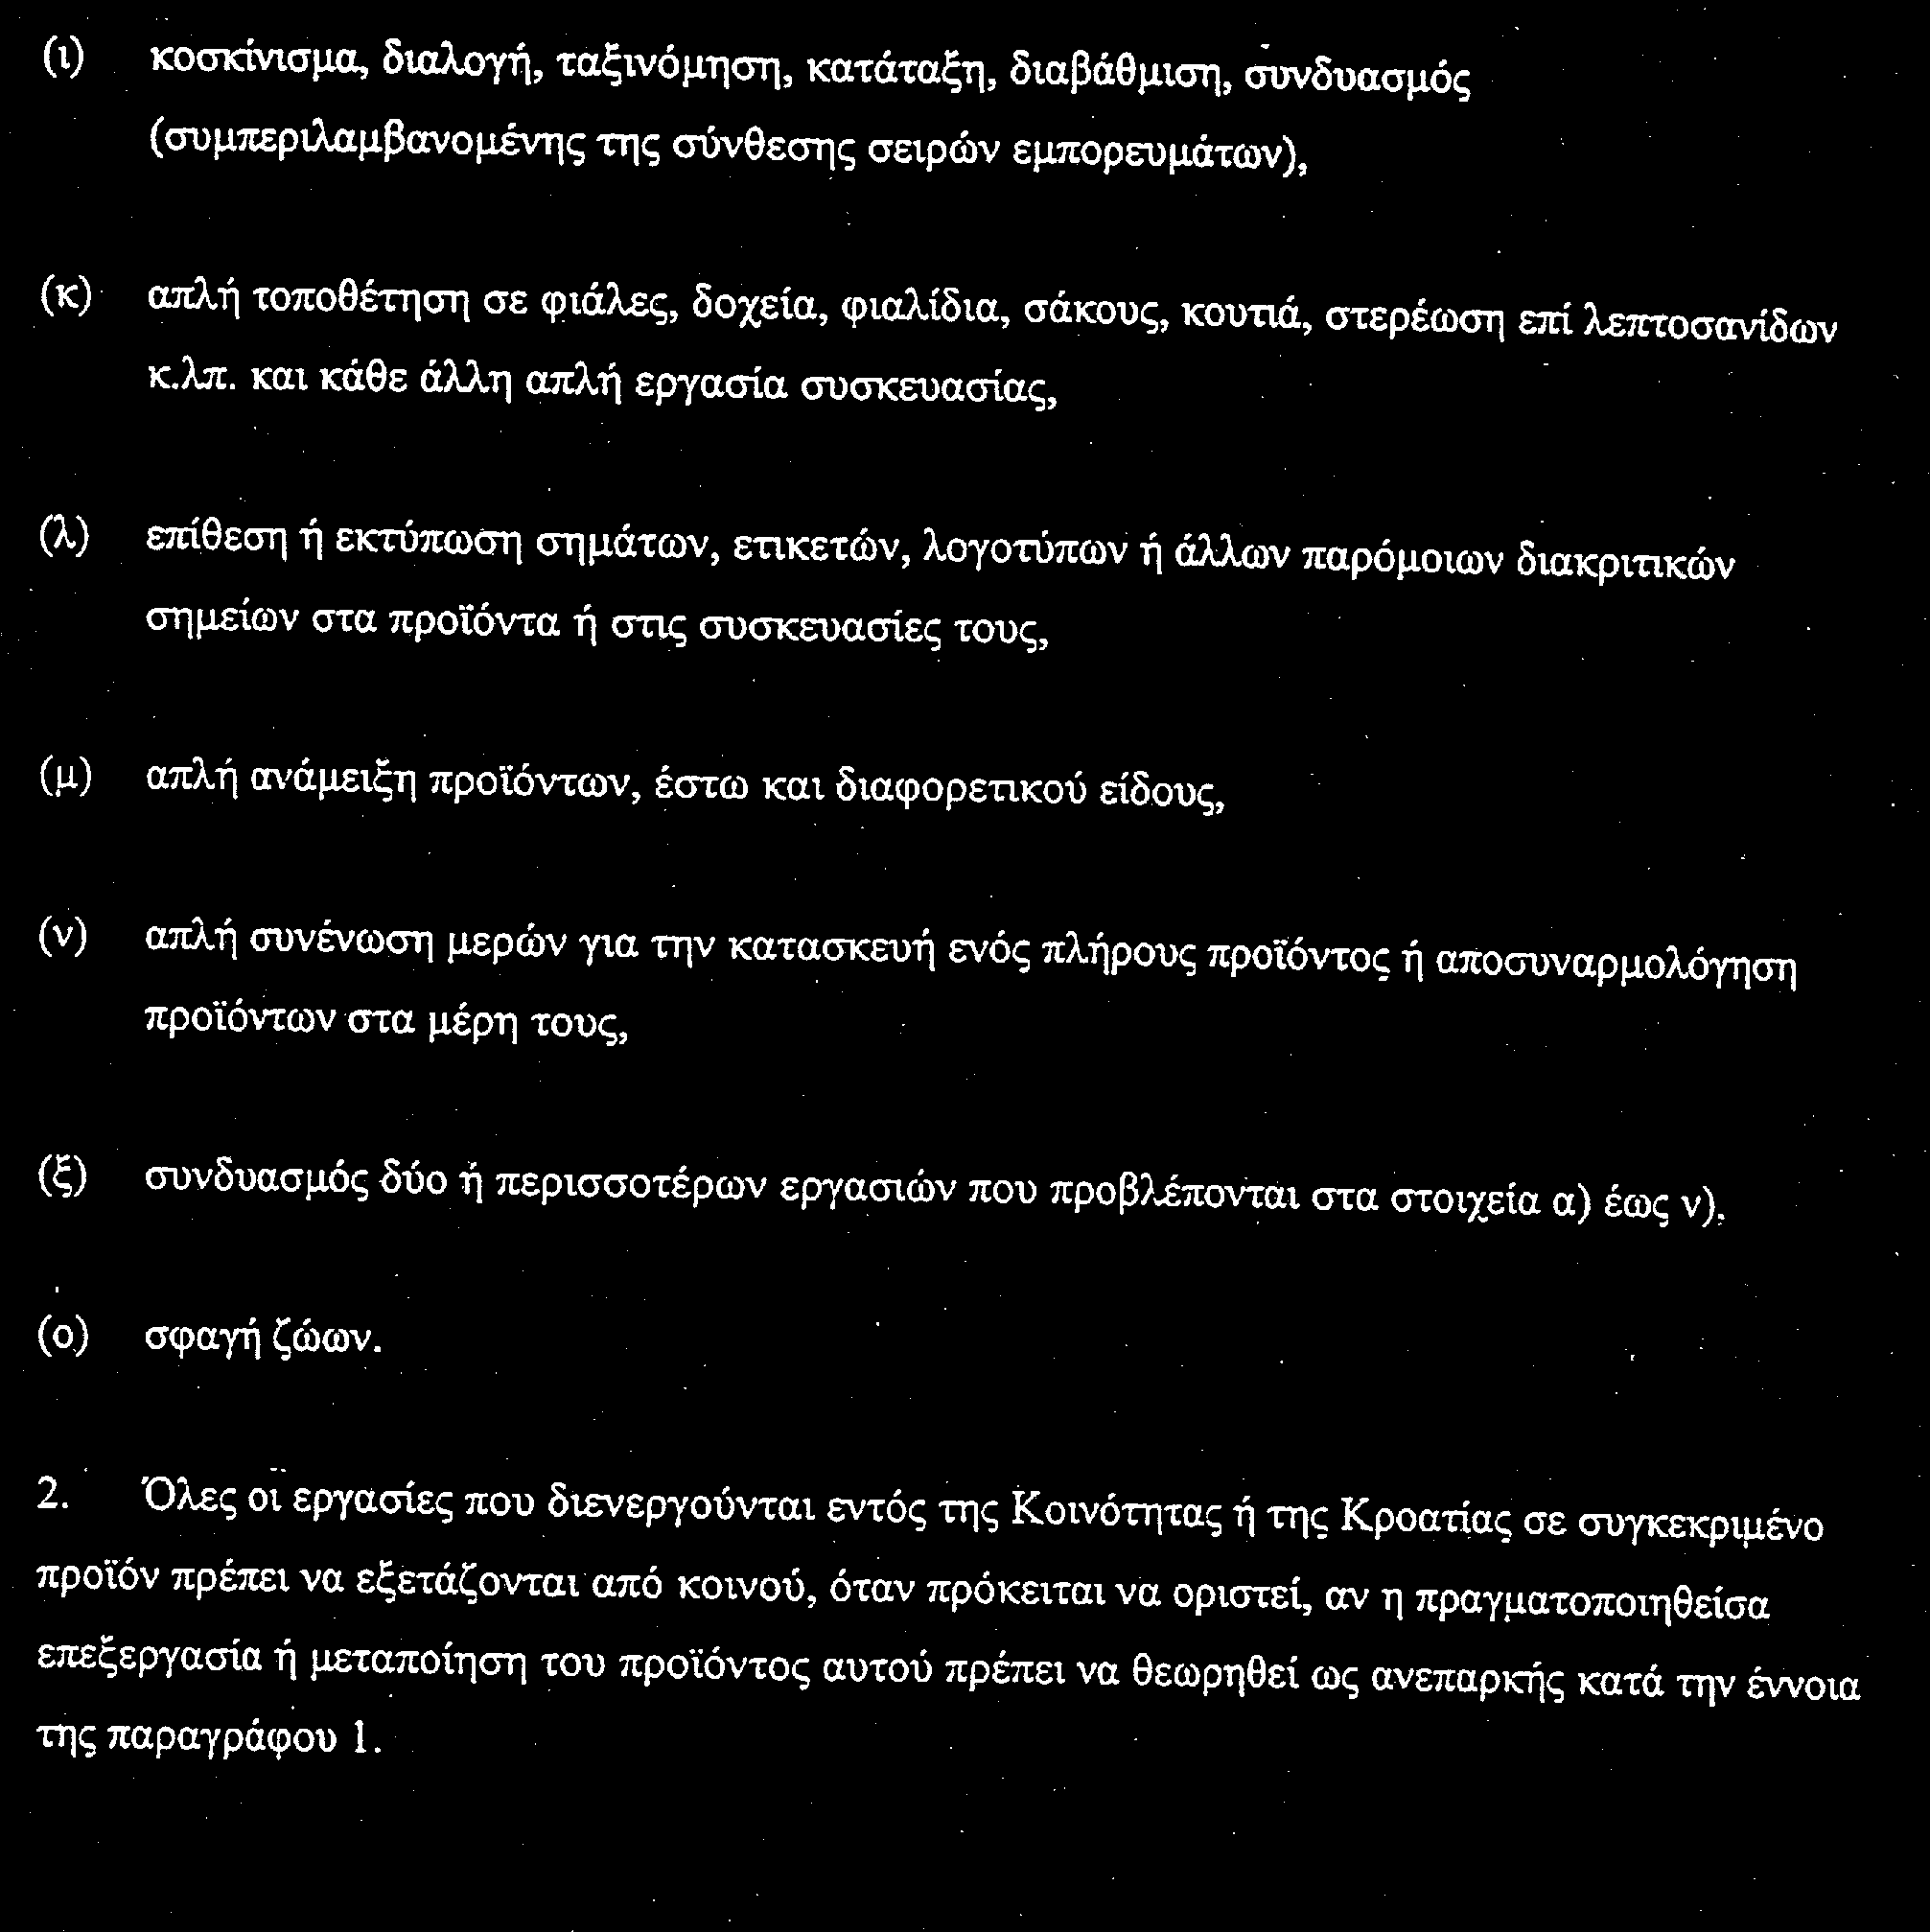 (ι) κοσκίνισμα, διαλογή, ταξινόμηση, κατάταξη, διαβάθμιση, συνδυασμός
(συμπεριλαμβανομένης της σύνθεσης σειρών εμπορευμάτων),
(κ) απλή τοποθέτηση σε φιάλες, δοχεία, φιαλίδια, σάκους, κουτιά, στερέωση επί λεπτοσανίδων
κ.λπ. και κάθε άλλη απλή εργασία συσκευασίας,
(λ) επίθεση ή εκτύπωση σημάτων, ετικετών, λογοτύπων ή άλλων παρόμοιων διακριτικών
σημείων στα προϊόντα ή στις συσκευασίες τους,
(μ) απλή ανάμειξη προϊόντων, έστω και διαφορετικού είδους,
(ν) απλή συνένωση μερών για την κατασκευή ενός πλήρους προϊόντος ή αποσυναρμολόγηση
προϊόντων στα μέρη τους,
(ξ) συνδυασμός δύο ή περισσοτέρων εργασιών που προβλέπονται στα στοιχεία α) έως ν),
(ο) σφαγή ζώων.
2. Όλες οι εργασίες που διενεργούνται εντός της Κοινότητας ή της Κροατίας σε συγκεκριμένο
προϊόν πρέπει να εξετάζονται από κοινού, όταν πρόκειται να οριστεί, αν η πραγματοποιηθείσα
επεξεργασία ή μεταποίηση του προϊόντος αυτού πρέπει να θεωρηθεί ως ανεπαρκής κατά την έννοια
της παραγράφου 1.